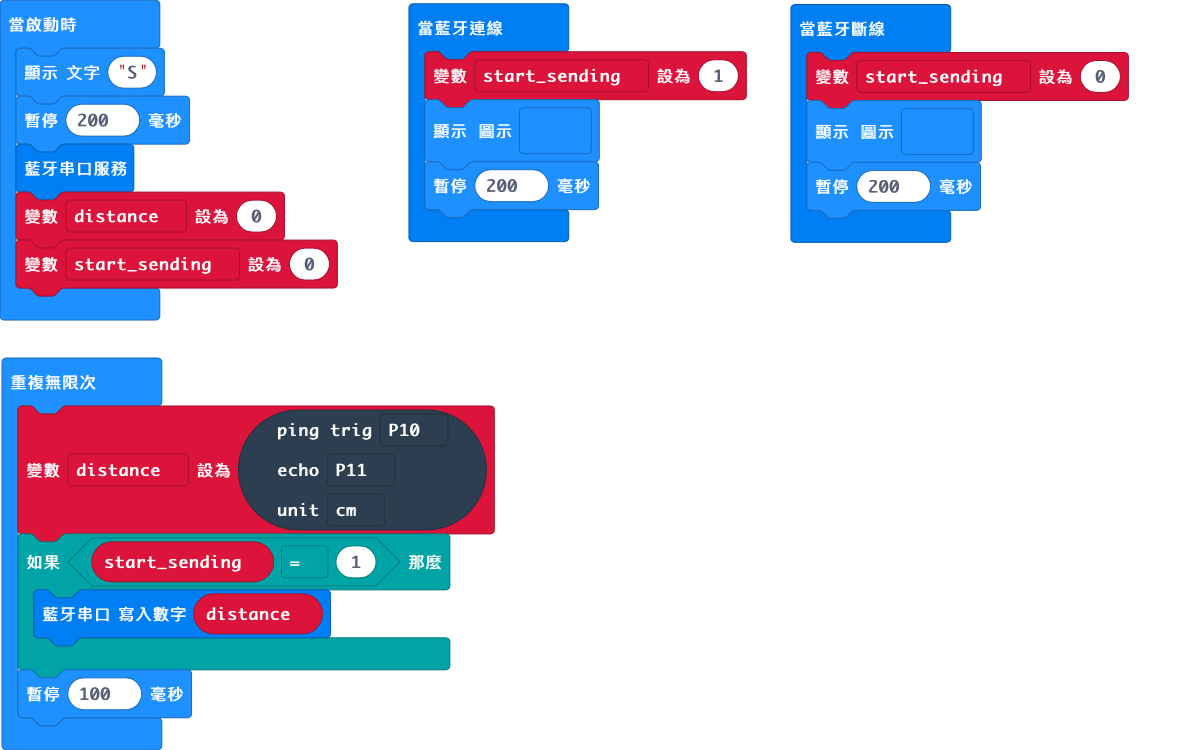 當啟動時
顯示 文字 "S"
暫停 200 毫秒
藍牙串口服務
變數 distance 設為 0
變數 start_sending 設為 0
當藍牙連線
變數 start_sending 設為 1
顯示 圖示
暫停 200 毫秒
當藍牙斷線
變數 start_sending 設為 0
顯示 圖示
暫停 200 毫秒
重複無限次
變數 distance 設為
ping trig P10
echo P11
unit cm
如果 start_sending = 1 那麼
藍牙串口 寫入數字 distance
暫停 100 毫秒